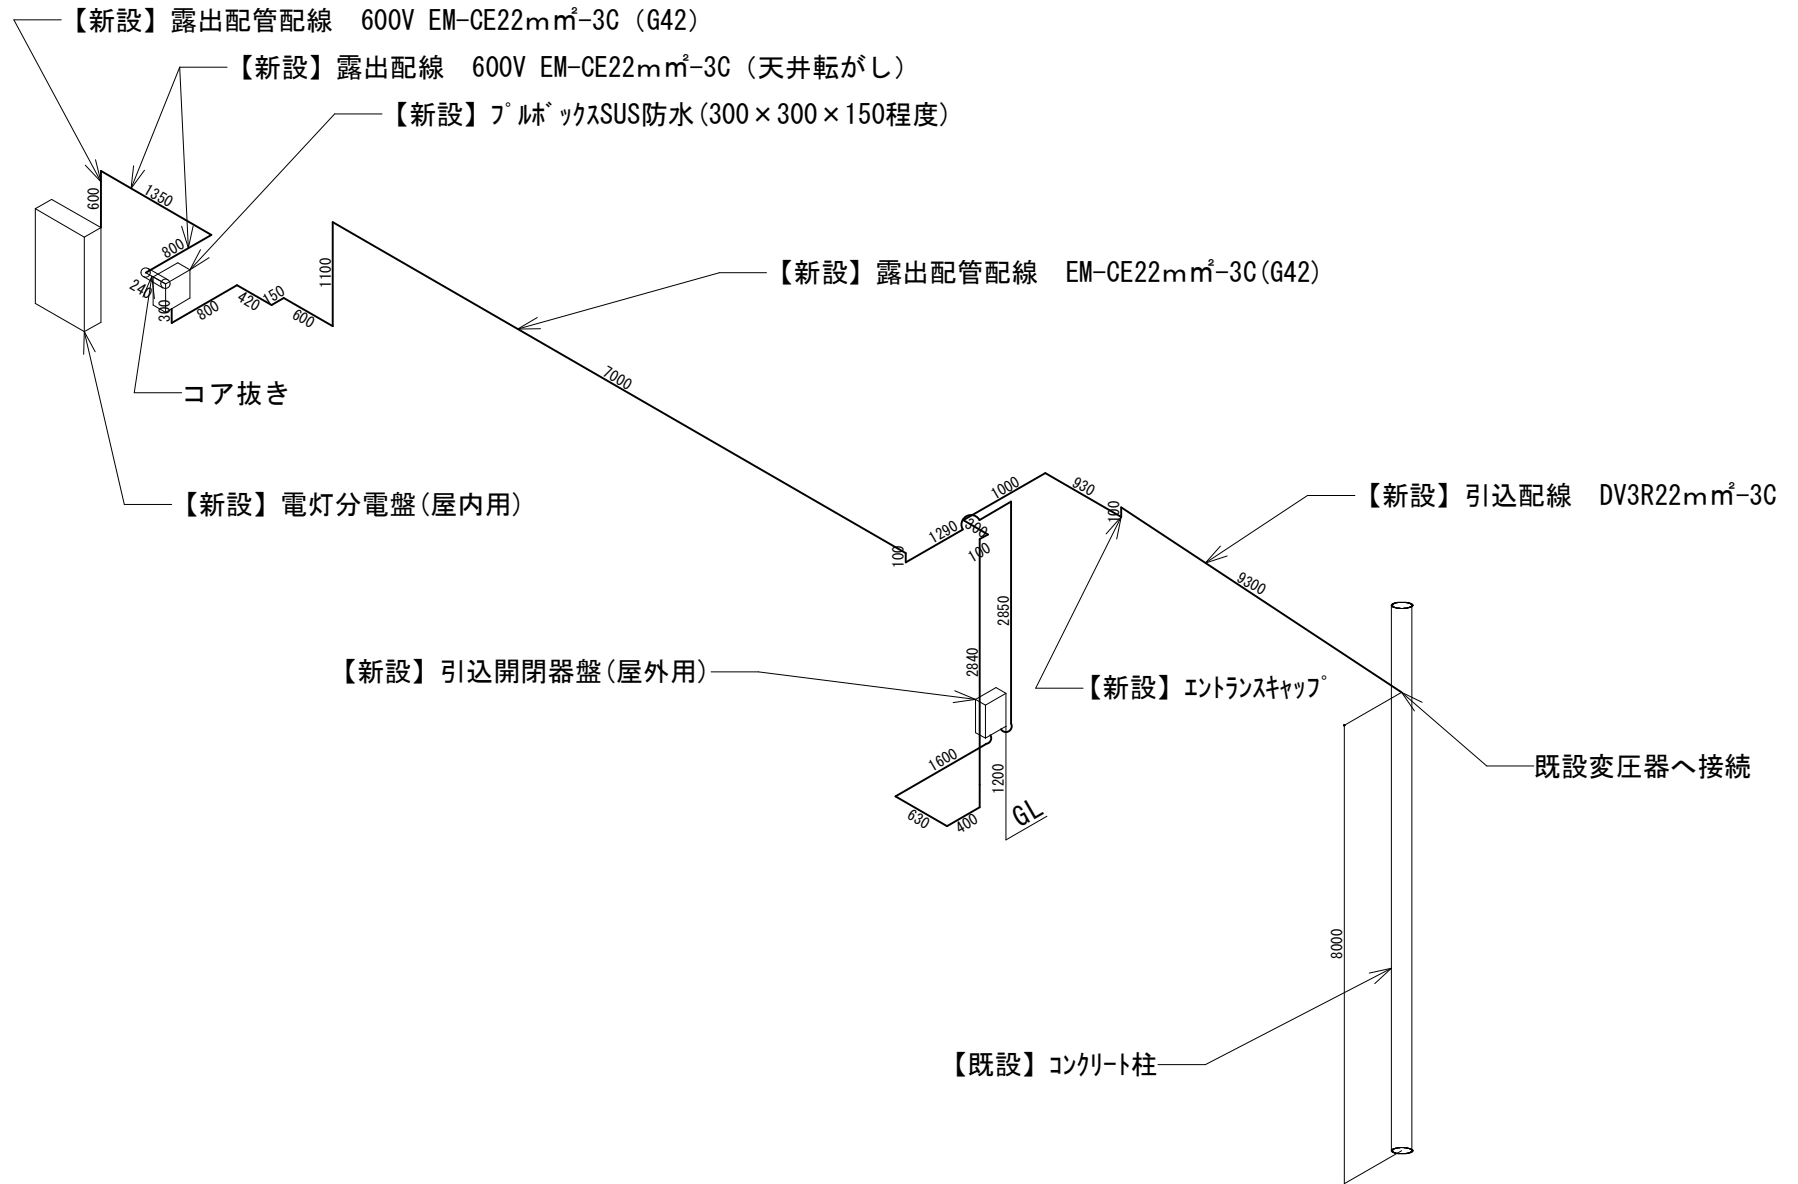 【新設】露出配管配線　600V EM-CE22mm²-3C（G42）
【新設】露出配線　600V EM-CE22mm²-3C（天井転がし）
【新設】ﾌﾟﾙﾎﾞｯｸｽSUS防水(300×300×150程度)
600
1350
800
240
300
800
420
150
600
1100
【新設】露出配管配線　EM-CE22mm²-3C(G42)
7000
コア抜き
【新設】電灯分電盤(屋内用)
100
1290
300
100
1000
930
100
【新設】引込配線　DV3R22mm²-3C
9300
2850
2840
【新設】引込開閉器盤(屋外用)
【新設】ｴﾝﾄﾗﾝｽｷｬｯﾌﾟ
1600
1200
630
400
GL
既設変圧器へ接続
8000
【既設】ｺﾝｸﾘｰﾄ柱